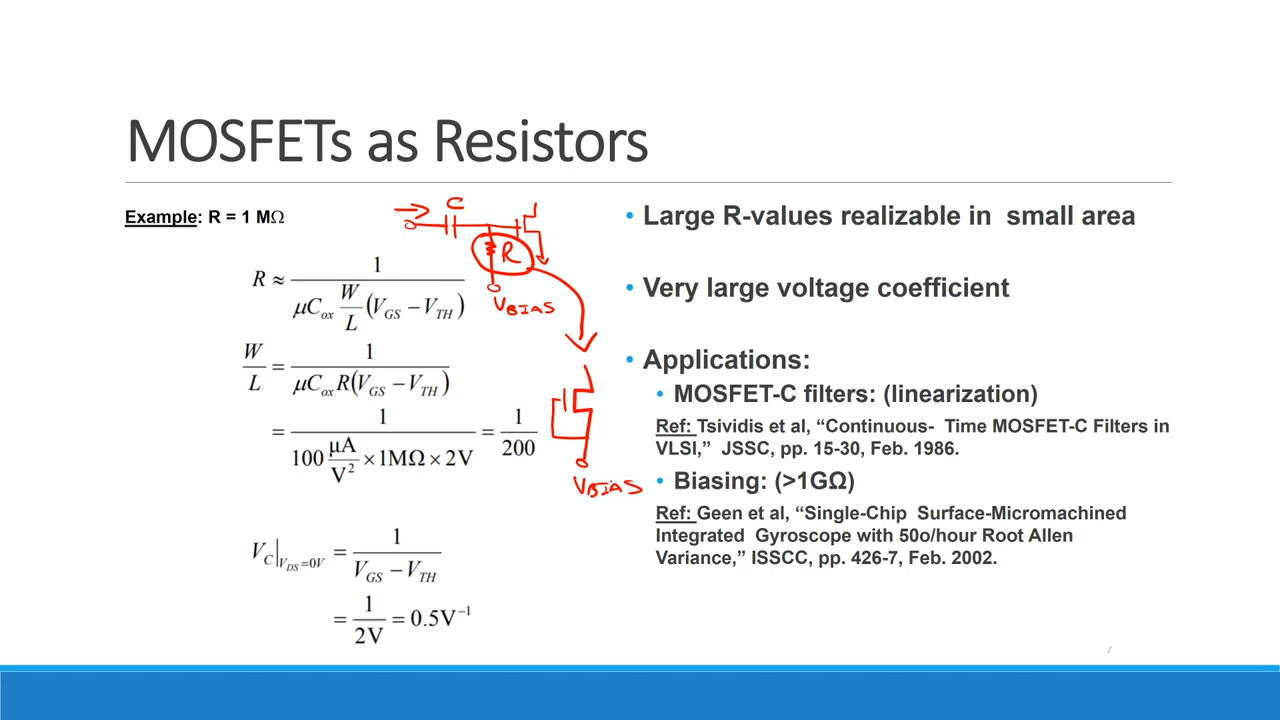 MOSFETs as Resistors
Example: R = 1 MΩ
R ≈ 1 / (μC_ox W/L (V_GS − V_TH))
W/L = 1 / (μC_ox R(V_GS − V_TH))
= 1 / (100 μA/V² × 1MΩ × 2V) = 1/200
V_C|V_DS=0V = 1 / (V_GS − V_TH)
= 1/2V = 0.5V⁻¹
C
R
VBIAS
VBIAS
• Large R-values realizable in small area
• Very large voltage coefficient
• Applications:
• MOSFET-C filters: (linearization)
Ref: Tsividis et al, “Continuous- Time MOSFET-C Filters in
VLSI,” JSSC, pp. 15-30, Feb. 1986.
• Biasing: (>1GΩ)
Ref: Geen et al, “Single-Chip Surface-Micromachined
Integrated Gyroscope with 50o/hour Root Allen
Variance,” ISSCC, pp. 426-7, Feb. 2002.